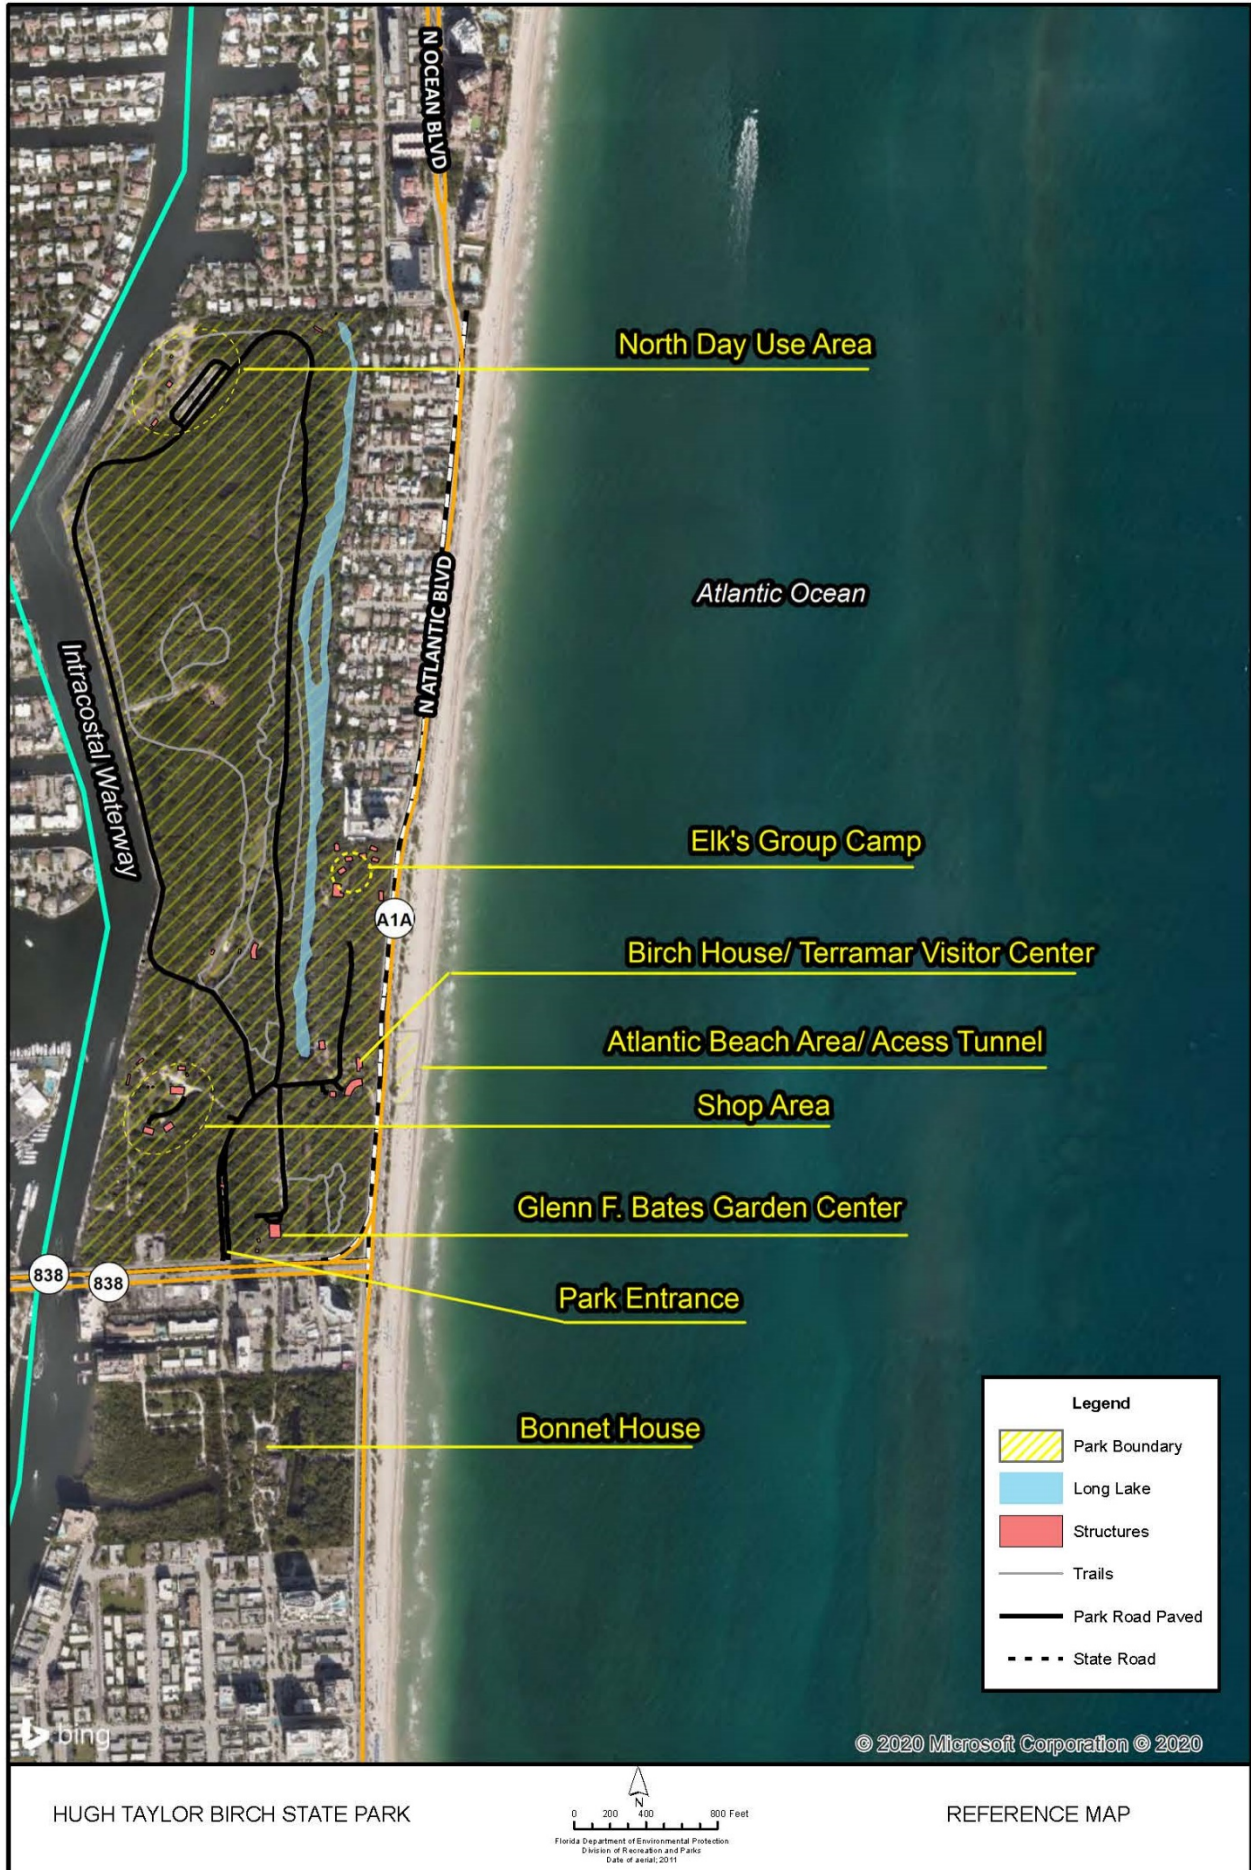 N OCEAN BLVD
North Day Use Area
N ATLANTIC BLVD
Atlantic Ocean
Intracostal Waterway
Elk's Group Camp
A1A
Birch House/ Terramar Visitor Center
Atlantic Beach Area/ Acess Tunnel
Shop Area
Glenn F. Bates Garden Center
838
838
Park Entrance
Bonnet House
Legend
Park Boundary
Long Lake
Structures
Trails
Park Road Paved
State Road
bing
© 2020 Microsoft Corporation © 2020
HUGH TAYLOR BIRCH STATE PARK
N
0 200 400 800 Feet
Florida Department of Environmental Protection
Division of Recreation and Parks
Date of aerial; 2011
REFERENCE MAP